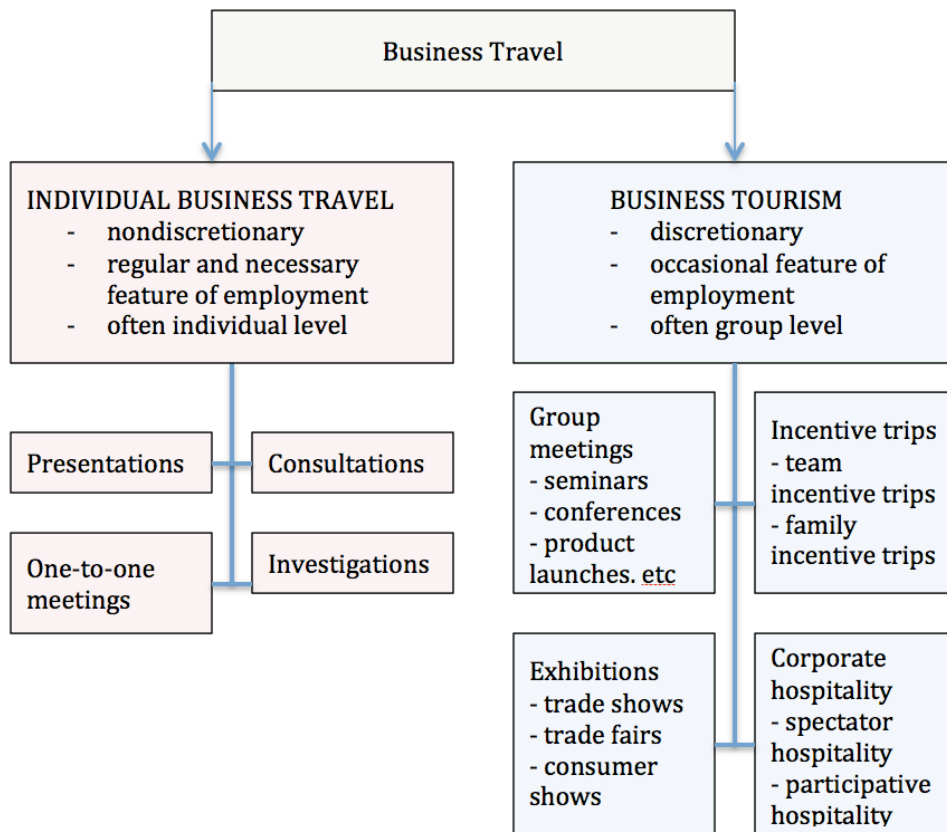 Business Travel
INDIVIDUAL BUSINESS TRAVEL
- nondiscretionary
- regular and necessary
feature of employment
- often individual level
BUSINESS TOURISM
- discretionary
- occasional feature of
employment
- often group level
Presentations
Consultations
One-to-one
meetings
Investigations
Group
meetings
- seminars
- conferences
- product
launches. etc
Incentive trips
- team
incentive trips
- family
incentive trips
Exhibitions
- trade shows
- trade fairs
- consumer
shows
Corporate
hospitality
- spectator
hospitality
- participative
hospitality